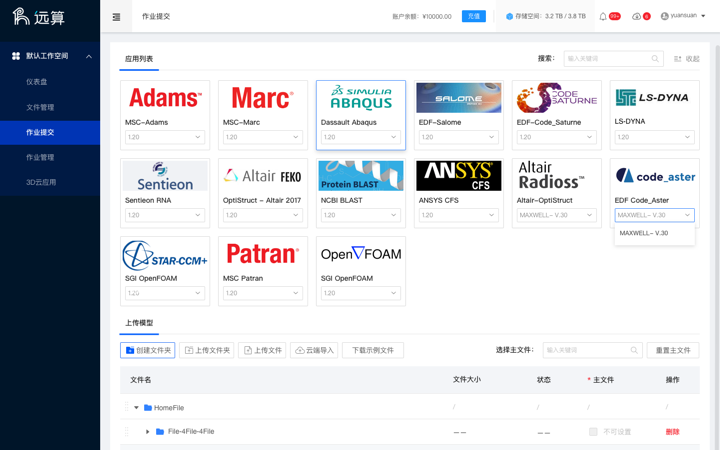 远算
作业提交
账户余额：¥10000.00
充值
存储空间：3.2 TB / 3.8 TB
99+
6
yuansuan
默认工作空间
仪表盘
文件管理
作业提交
作业管理
3D云应用
应用列表
搜索：
输入关键词
收起
Adams™
Marc®
SIMULIA ABAQUS
SALOME
CODE SATURNE
LS-DYNA
MSC-Adams
MSC-Marc
Dassault Abaqus
EDF-Salome
EDF-Code_Saturne
LS-DYNA
1.20
1.20
1.20
1.20
1.20
1.20
Sentieon
Altair FEKO
Protein BLAST
ANSYS CFS
Altair Radioss™
code_aster
Sentieon RNA
OptiStruct - Altair 2017
NCBI BLAST
ANSYS CFS
Altair-OptiStruct
EDF Code_Aster
1.20
1.20
1.20
1.20
MAXWELL- V.30
MAXWELL- V.30
MAXWELL- V.30
STAR-CCM+
Patran®
OpenFOAM
SGI OpenFOAM
MSC Patran
SGI OpenFOAM
1.20
1.20
1.20
上传模型
创建文件夹
上传文件夹
上传文件
云端导入
下载示例文件
选择主文件：
输入关键词
重置主文件
文件名
文件大小
状态
* 主文件
操作
HomeFile
/
/
/
/
File-4File-4File
——
——
不可设置
删除